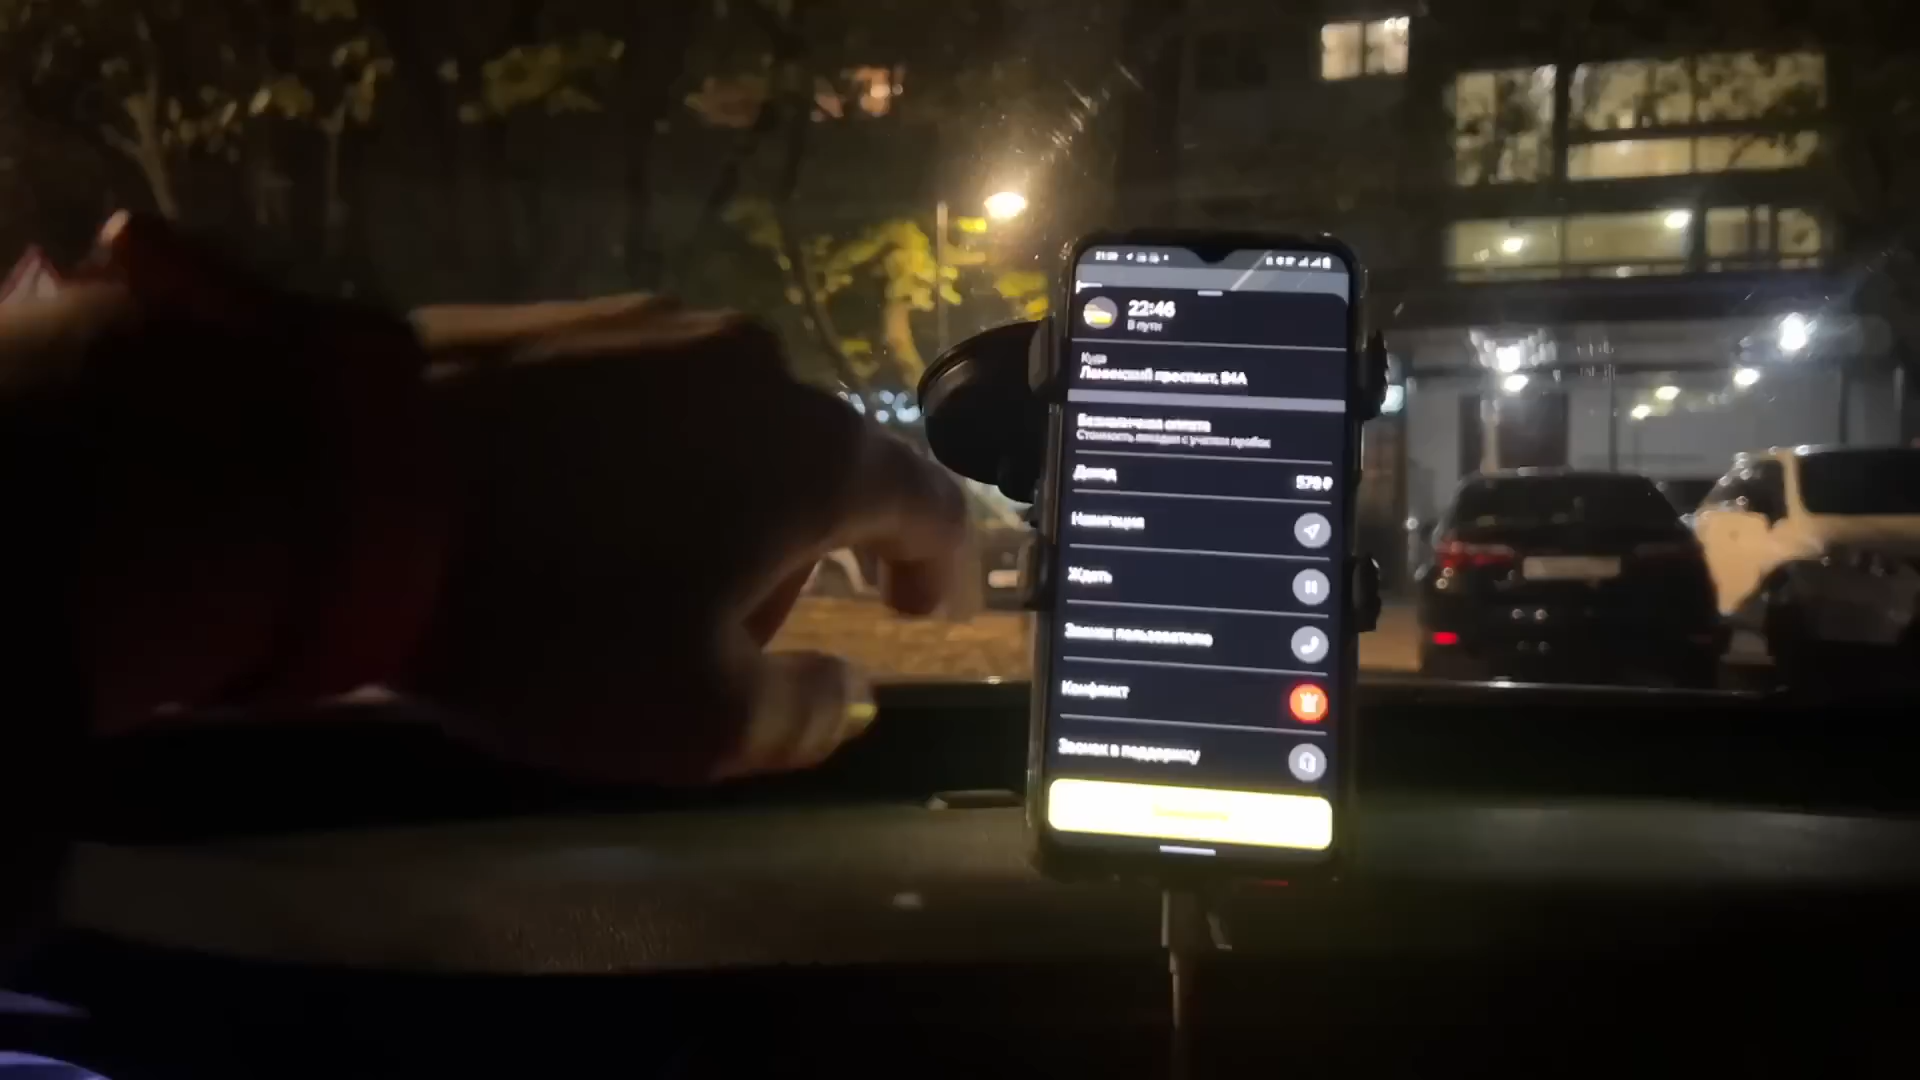 22:46
В пути
Куда
Ленинский проспект, 94А
Безналичная оплата
Стоимость поездки с учетом пробок
Доход 579 ₽
Навигация
Ждать
Звонок пользователю
Конфликт
Звонок в поддержку